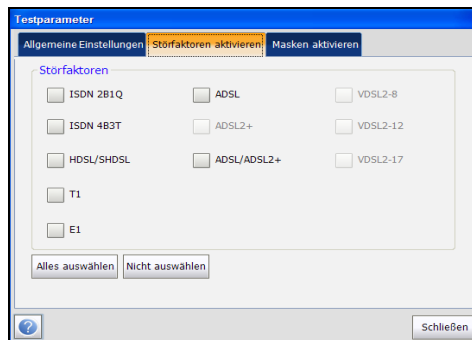 Testparameter
Allgemeine Einstellungen Störfaktoren aktivieren Masken aktivieren
Störfaktoren
ISDN 2B1Q ADSL VDSL2-8
ISDN 4B3T ADSL2+ VDSL2-12
HDSL/SHDSL ADSL/ADSL2+ VDSL2-17
T1
E1
Alles auswählen Nicht auswählen
? Schließen